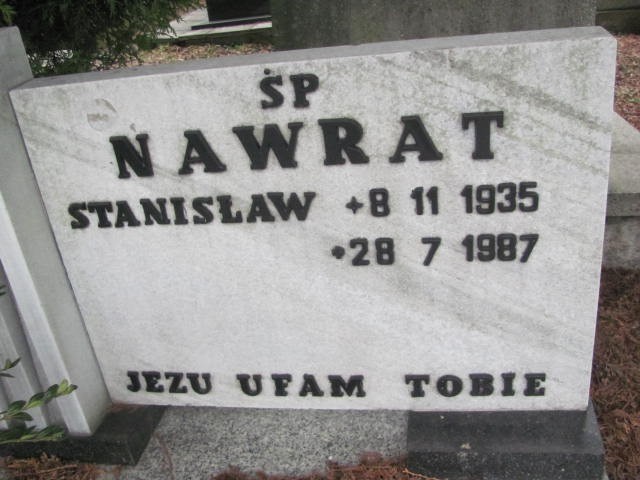 ŚP
NAWRAT
STANISŁAW +8 11 1935
+28 7 1987
JEZU UFAM TOBIE